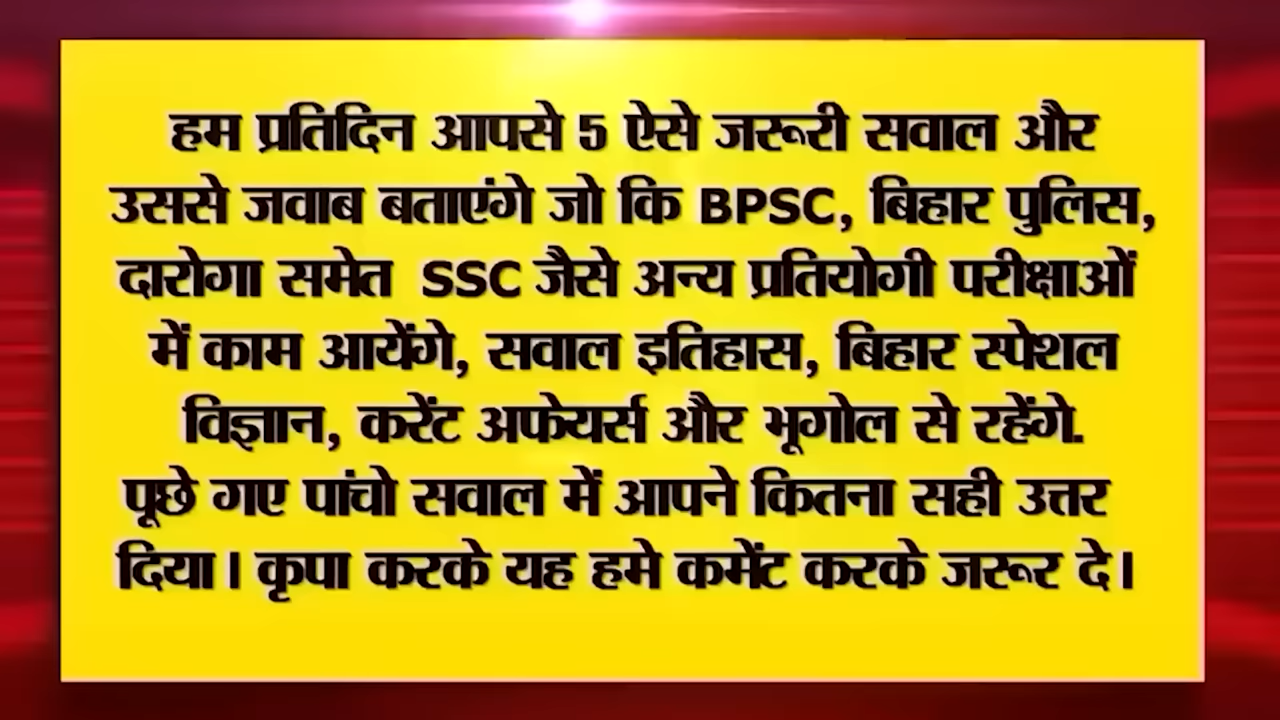 हम प्रतिदिन आपसे 5 ऐसे जरूरी सवाल और
उससे जवाब बताएंगे जो कि BPSC, बिहार पुलिस,
दारोगा समेत SSC जैसे अन्य प्रतियोगी परीक्षाओं
में काम आयेंगे, सवाल इतिहास, बिहार स्पेशल
विज्ञान, करेंट अफेयर्स और भूगोल से रहेंगे.
पूछे गए पांचो सवाल में आपने कितना सही उत्तर
दिया। कृपा करके यह हमे कमेंट करके जरूर दे।